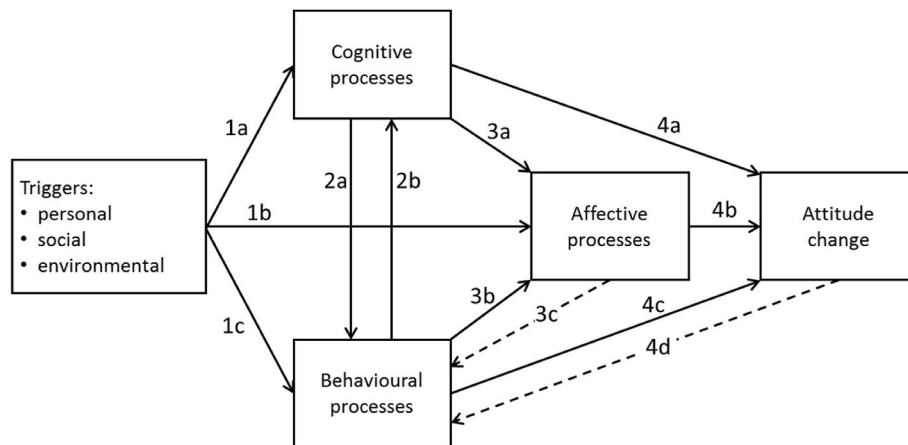 Cognitive
processes
1a
3a
4a
Triggers:
• personal
• social
• environmental
2a
2b
1b
Affective
processes
4b
Attitude
change
1c
3b
3c
4c
4d
Behavioural
processes